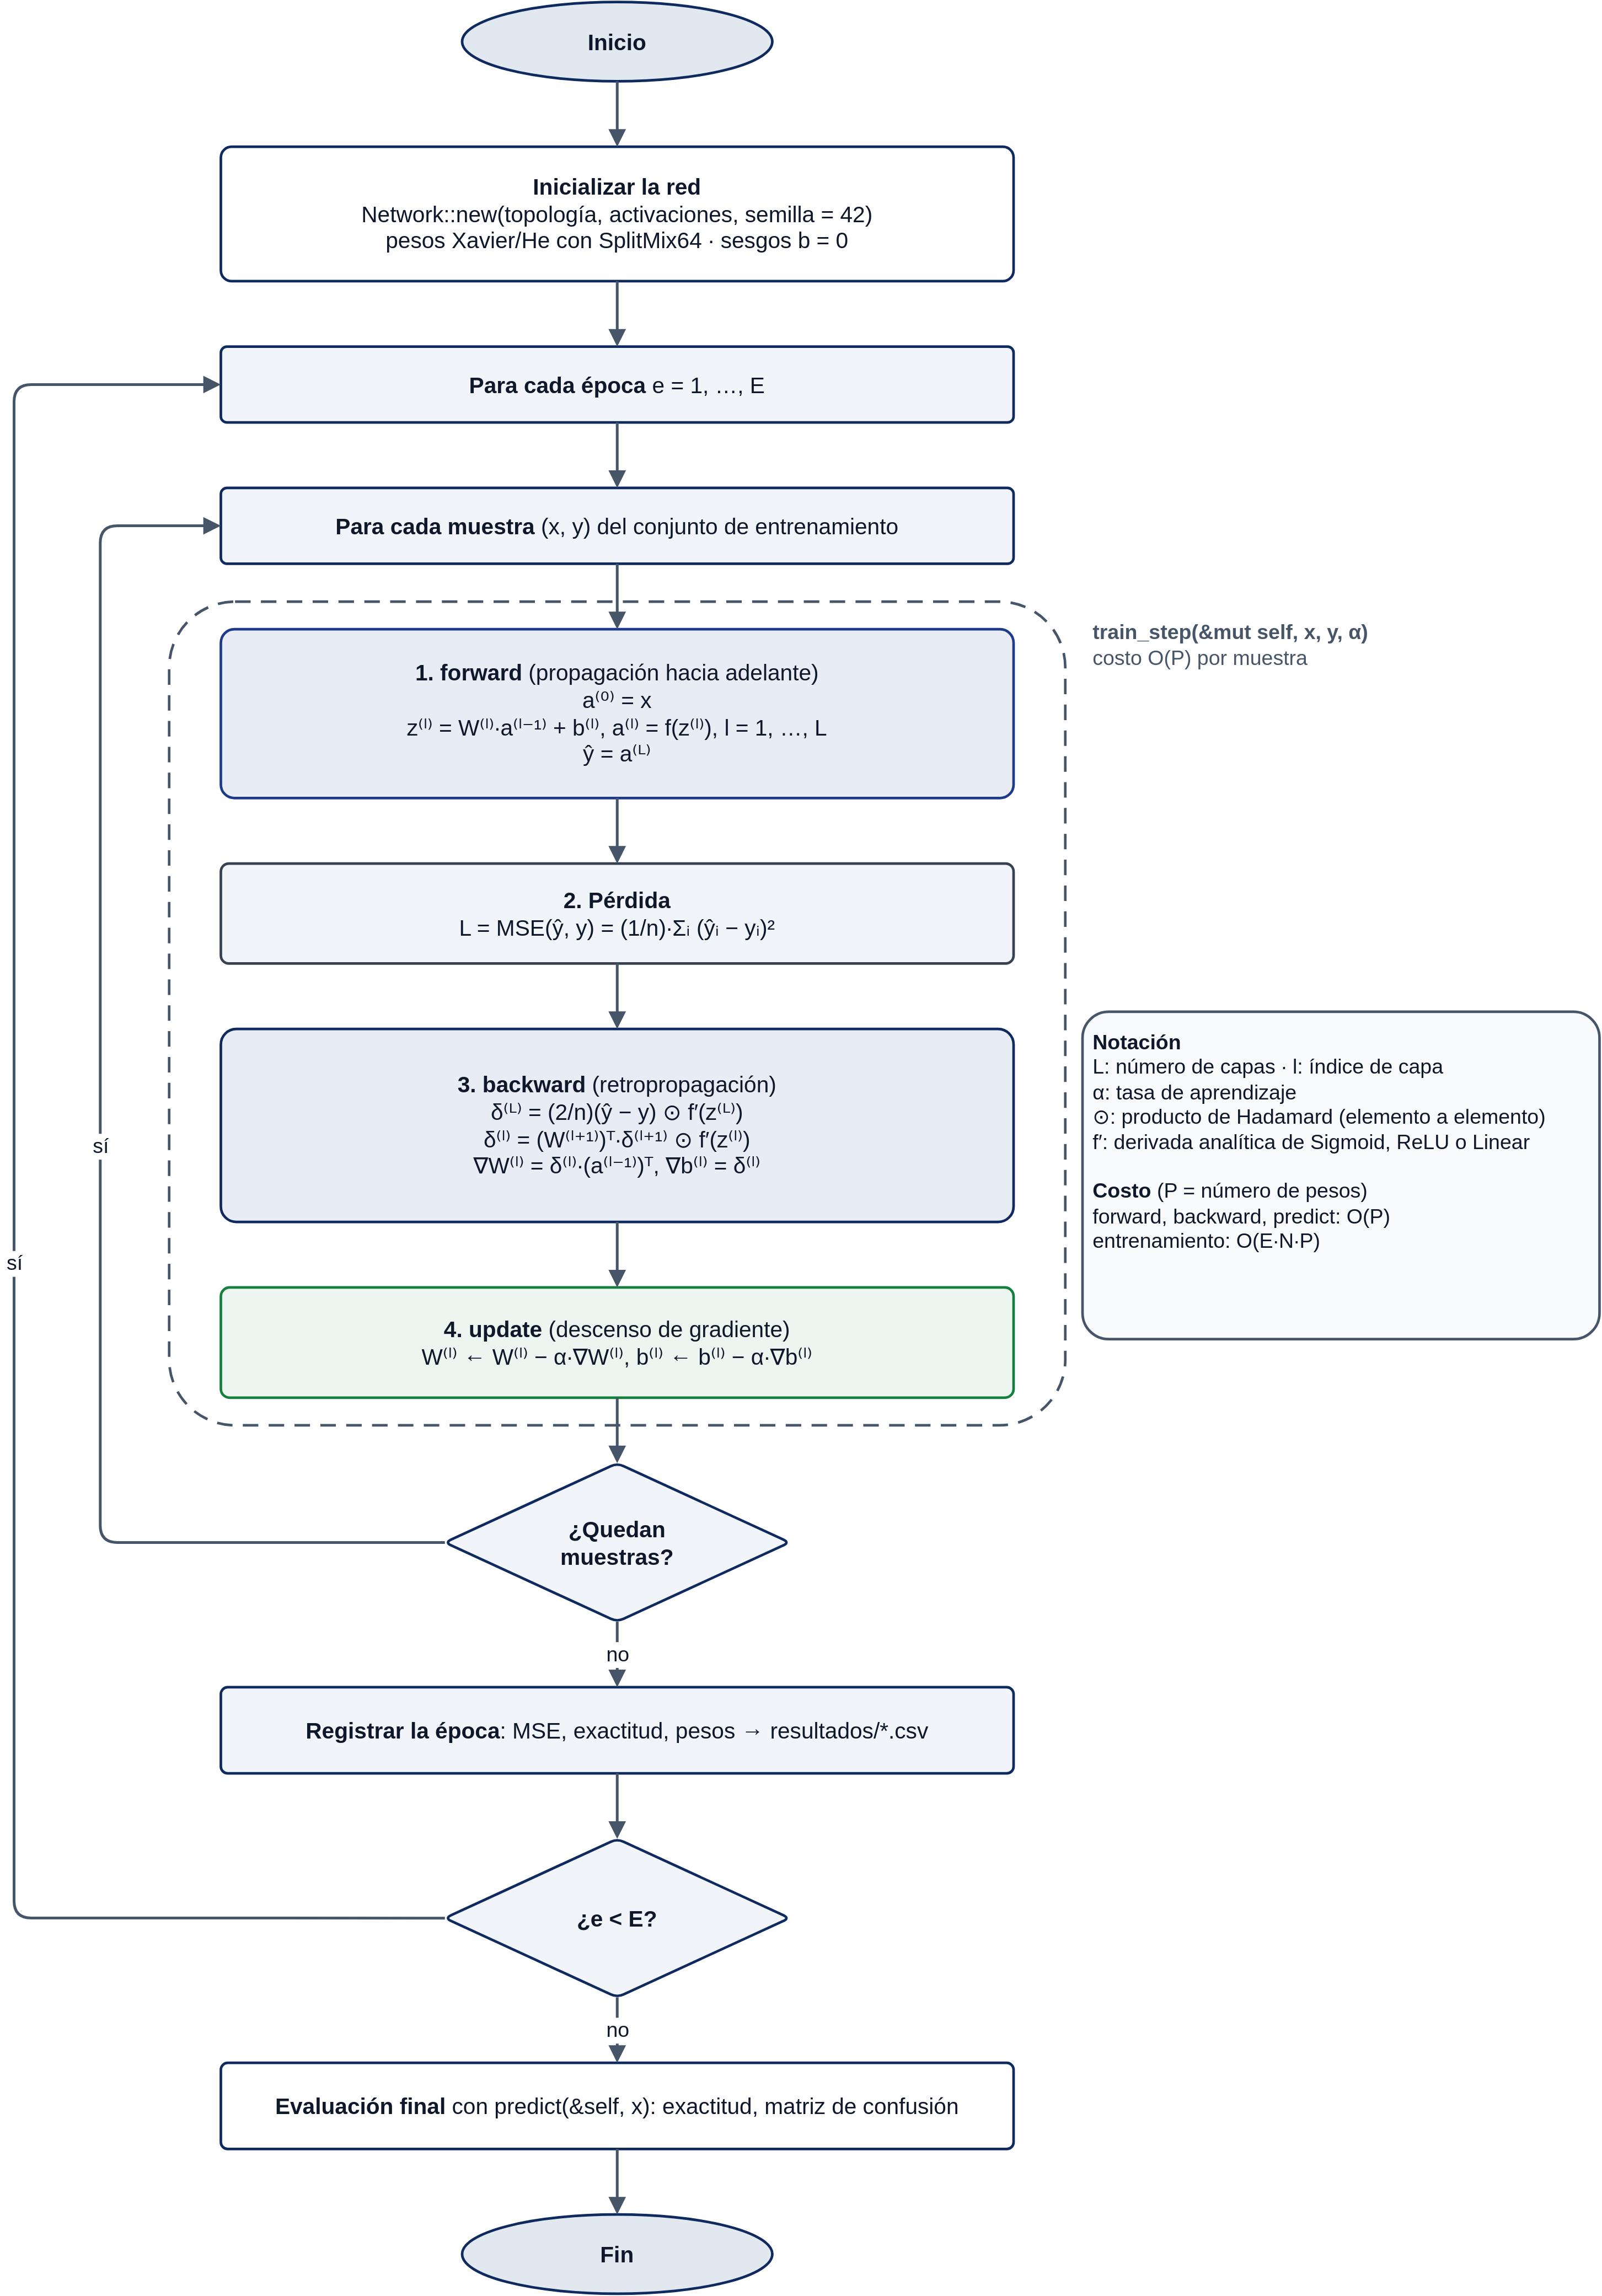 Inicio
Inicializar la red
Network::new(topología, activaciones, semilla = 42)
pesos Xavier/He con SplitMix64 · sesgos b = 0
Para cada época e = 1, …, E
Para cada muestra (x, y) del conjunto de entrenamiento
train_step(&mut self, x, y, α)
costo O(P) por muestra
1. forward (propagación hacia adelante)
a⁽⁰⁾ = x
z⁽ˡ⁾ = W⁽ˡ⁾·a⁽ˡ⁻¹⁾ + b⁽ˡ⁾, a⁽ˡ⁾ = f(z⁽ˡ⁾), l = 1, …, L
ŷ = a⁽ᴸ⁾
2. Pérdida
L = MSE(ŷ, y) = (1/n)·Σᵢ (ŷᵢ − yᵢ)²
3. backward (retropropagación)
δ⁽ᴸ⁾ = (2/n)(ŷ − y) ⊙ f′(z⁽ᴸ⁾)
δ⁽ˡ⁾ = (W⁽ˡ⁺¹⁾)ᵀ·δ⁽ˡ⁺¹⁾ ⊙ f′(z⁽ˡ⁾)
∇W⁽ˡ⁾ = δ⁽ˡ⁾·(a⁽ˡ⁻¹⁾)ᵀ, ∇b⁽ˡ⁾ = δ⁽ˡ⁾
Notación
L: número de capas · l: índice de capa
α: tasa de aprendizaje
⊙: producto de Hadamard (elemento a elemento)
f′: derivada analítica de Sigmoid, ReLU o Linear
Costo (P = número de pesos)
forward, backward, predict: O(P)
entrenamiento: O(E·N·P)
sí
sí
4. update (descenso de gradiente)
W⁽ˡ⁾ ← W⁽ˡ⁾ − α·∇W⁽ˡ⁾, b⁽ˡ⁾ ← b⁽ˡ⁾ − α·∇b⁽ˡ⁾
¿Quedan
muestras?
no
Registrar la época: MSE, exactitud, pesos → resultados/*.csv
¿e < E?
no
Evaluación final con predict(&self, x): exactitud, matriz de confusión
Fin